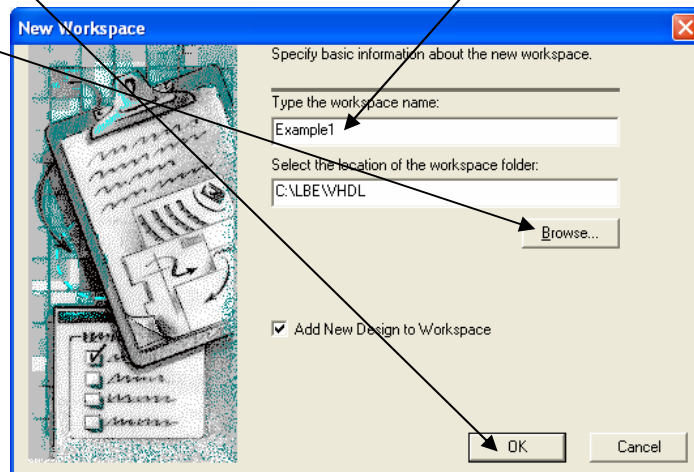 New Workspace
Specify basic information about the new workspace.
Type the workspace name:
Example1
Select the location of the workspace folder:
C:\LBE\VHDL
Browse...
Add New Design to Workspace
OK
Cancel